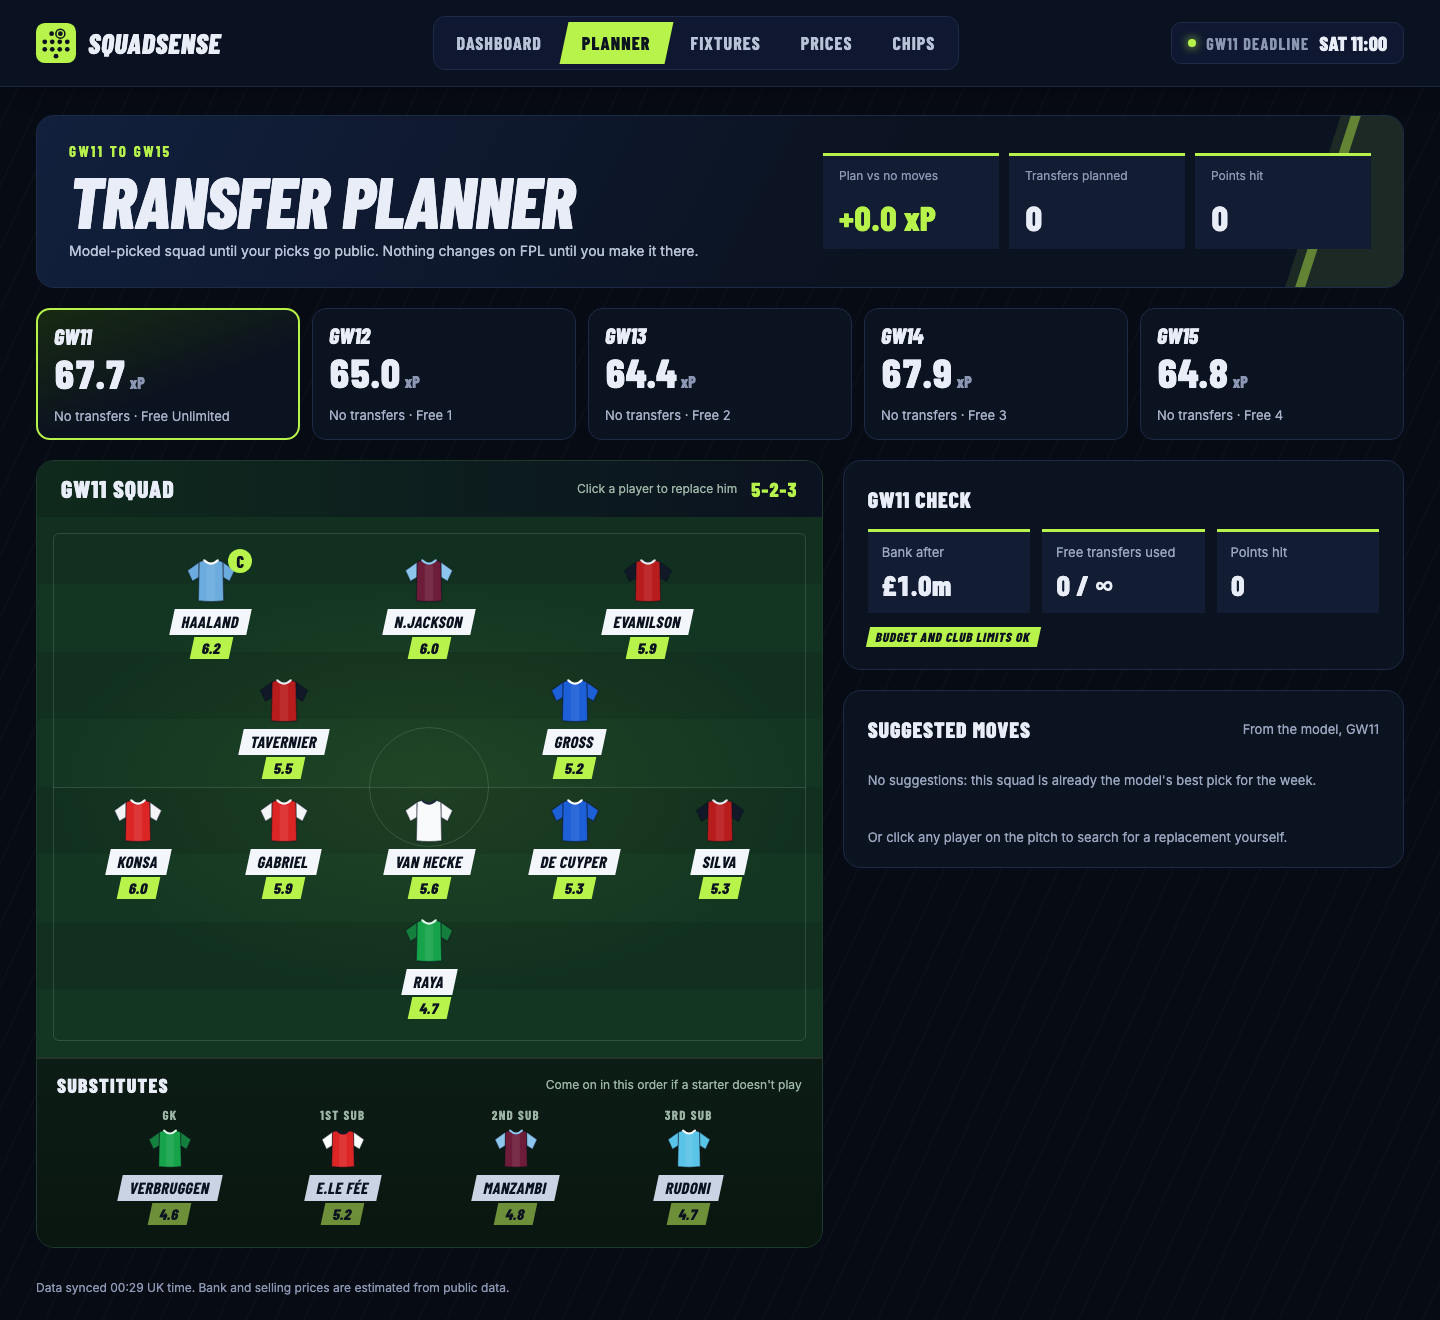 SQUADSENSE
DASHBOARD PLANNER FIXTURES PRICES CHIPS
GW11 DEADLINE SAT 11:00
GW11 TO GW15
TRANSFER PLANNER
Model-picked squad until your picks go public. Nothing changes on FPL until you make it there.
Plan vs no moves
+0.0 xP
Transfers planned
0
Points hit
0
GW11
67.7 xP
No transfers · Free Unlimited
GW12
65.0 xP
No transfers · Free 1
GW13
64.4 xP
No transfers · Free 2
GW14
67.9 xP
No transfers · Free 3
GW15
64.8 xP
No transfers · Free 4
GW11 SQUAD
Click a player to replace him 5-2-3
C
HAALAND
6.2
N.JACKSON
6.0
EVANILSON
5.9
TAVERNIER
5.5
GROSS
5.2
KONSA
6.0
GABRIEL
5.9
VAN HECKE
5.6
DE CUYPER
5.3
SILVA
5.3
RAYA
4.7
SUBSTITUTES
Come on in this order if a starter doesn't play
GK
VERBRUGGEN
4.6
1ST SUB
E.LE FÉE
5.2
2ND SUB
MANZAMBI
4.8
3RD SUB
RUDONI
4.7
GW11 CHECK
Bank after
£1.0m
Free transfers used
0 / ∞
Points hit
0
BUDGET AND CLUB LIMITS OK
SUGGESTED MOVES
From the model, GW11
No suggestions: this squad is already the model's best pick for the week.
Or click any player on the pitch to search for a replacement yourself.
Data synced 00:29 UK time. Bank and selling prices are estimated from public data.